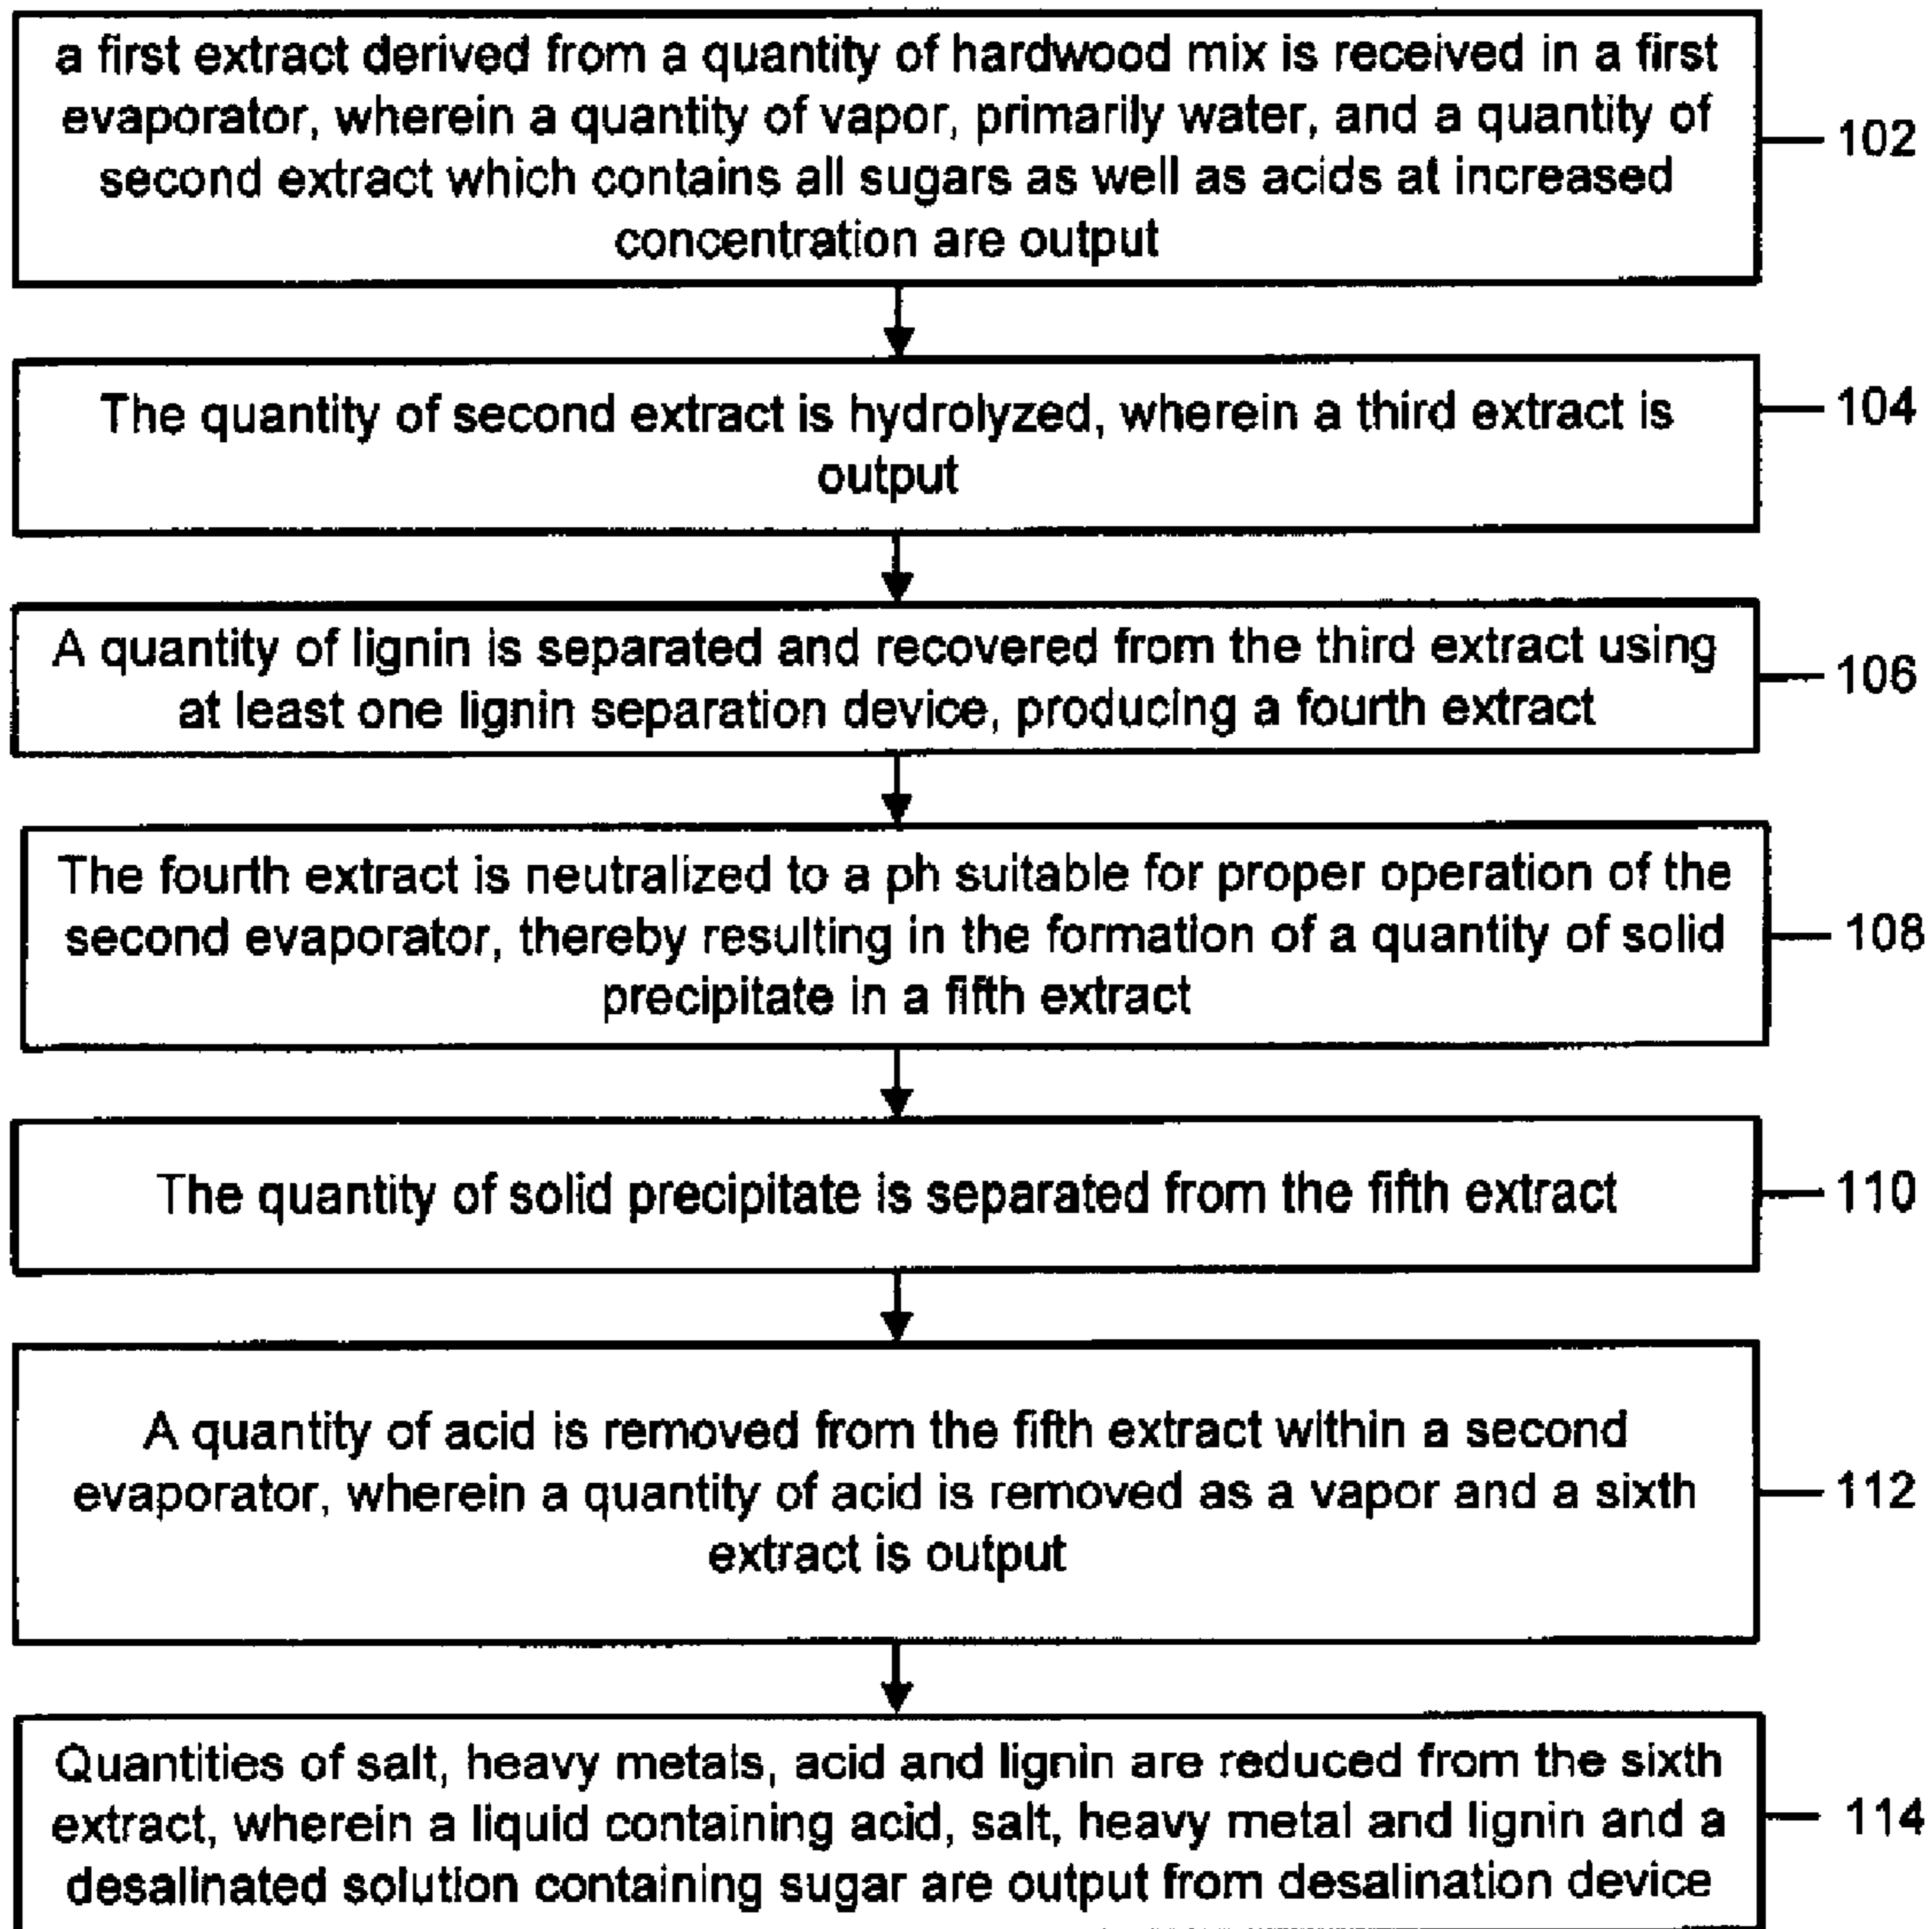 a first extract derived from a quantity of hardwood mix is received in a first
evaporator, wherein a quantity of vapor, primarily water, and a quantity of
second extract which contains all sugars as well as acids at increased
concentration are output
102
The quantity of second extract is hydrolyzed, wherein a third extract is
output
104
A quantity of lignin is separated and recovered from the third extract using
at least one lignin separation device, producing a fourth extract
106
The fourth extract is neutralized to a ph suitable for proper operation of the
second evaporator, thereby resulting in the formation of a quantity of solid
precipitate in a fifth extract
108
The quantity of solid precipitate is separated from the fifth extract
110
A quantity of acid is removed from the fifth extract within a second
evaporator, wherein a quantity of acid is removed as a vapor and a sixth
extract is output
112
Quantities of salt, heavy metals, acid and lignin are reduced from the sixth
extract, wherein a liquid containing acid, salt, heavy metal and lignin and a
desalinated solution containing sugar are output from desalination device
114